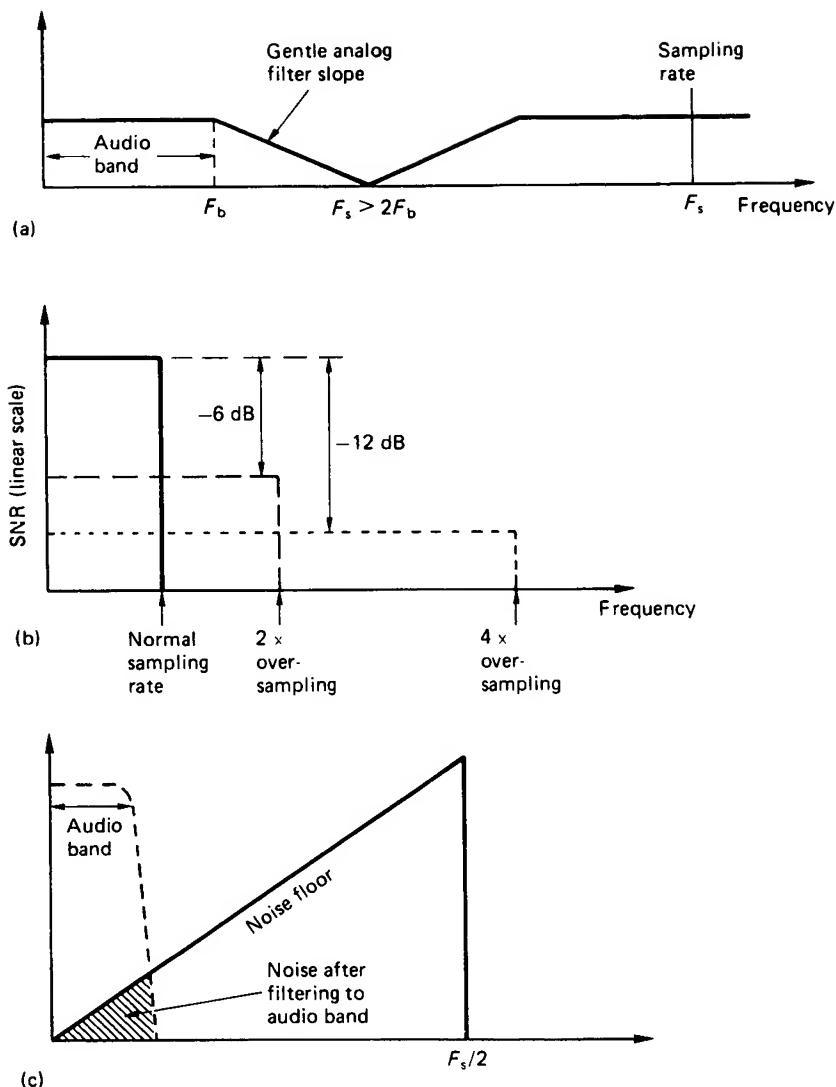 Gentle analog
filter slope
Sampling
rate
Audio
band
F_b
F_s > 2F_b
F_s
Frequency
(a)
SNR (linear scale)
−6 dB
−12 dB
Frequency
(b)
Normal
sampling
rate
2 ×
over-
sampling
4 ×
over-
sampling
Audio
band
Noise floor
Noise after
filtering to
audio band
F_s/2
(c)